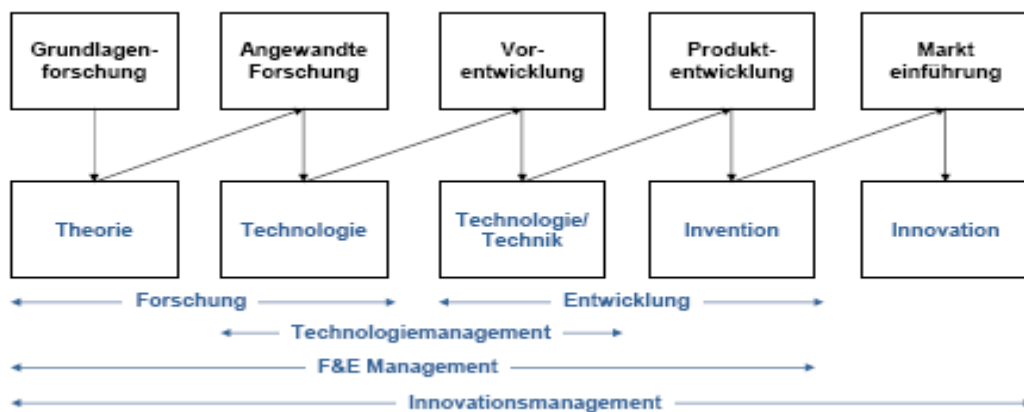 Grundlagen-
forschung
Angewandte
Forschung
Vor-
entwicklung
Produkt-
entwicklung
Markt
einführung
Theorie
Technologie
Technologie/
Technik
Invention
Innovation
Forschung
Entwicklung
Technologiemanagement
F&E Management
Innovationsmanagement